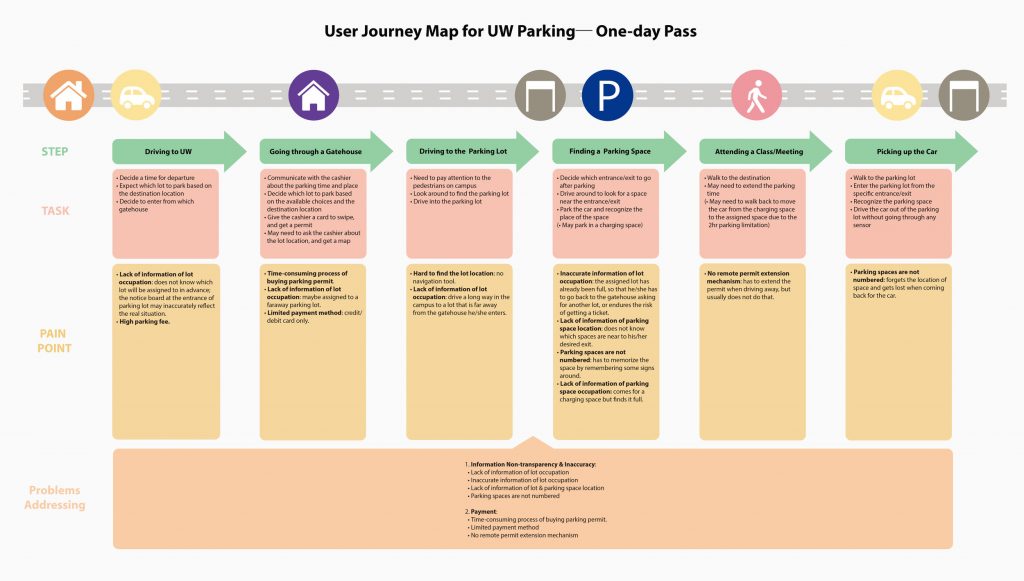 User Journey Map for UW Parking— One-day Pass
P
STEP
Driving to UW
Going through a Gatehouse
Driving to the Parking Lot
Finding a Parking Space
Attending a Class/Meeting
Picking up the Car
TASK
• Decide a time for departure
• Expect which lot to park based on
the destination location
• Decide to enter from which
gatehouse
• Communicate with the cashier
about the parking time and place
• Decide which lot to park based
on the available choices and the
destination location
• Give the cashier a card to swipe,
and get a permit
• May need to ask the cashier about
the lot location, and get a map
• Need to pay attention to the
pedestrians on campus
• Look around to find the parking lot
• Drive into the parking lot
• Decide which entrance/exit to go
after parking
• Drive around to look for a space
near the entrance/exit
• Park the car and recognize the
place of the space
(• May park in a charging space)
• Walk to the destination
• May need to extend the parking
time
(• May need to walk back to move
the car from the charging space
to the assigned space due to the
2hr parking limitation)
• Walk to the parking lot
• Enter the parking lot from the
specific entrance/exit
• Recognize the parking space
• Drive the car out of the parking
lot without going through any
sensor
PAIN
POINT
• Lack of information of lot
occupation: does not know which
lot will be assigned to in advance;
the notice board at the entrance of
parking lot may inaccurately reflect
the real situation.
• High parking fee.
• Time-consuming process of
buying parking permit.
• Lack of information of lot
occupation: maybe assigned to a
faraway parking lot.
• Limited payment method: credit/
debit card only.
• Hard to find the lot location: no
navigation tool.
• Lack of information of lot
occupation: drive a long way in the
campus to a lot that is far away
from the gatehouse he/she enters.
• Inaccurate information of lot
occupation: the assigned lot has
already been full, so that he/she has
to go back to the gatehouse asking
for another lot, or endures the risk
of getting a ticket.
• Lack of information of parking
space location: does not know
which spaces are near to his/her
desired exit.
• Parking spaces are not
numbered: has to memorize the
space by remembering some signs
around.
• Lack of information of parking
space occupation: comes for a
charging space but finds it full.
• No remote permit extension
mechanism: has to extend the
permit when driving away, but
usually does not do that.
• Parking spaces are not
numbered: forgets the location of
space and gets lost when coming
back for the car.
Problems
Addressing
1. Information Non-transparency & Inaccuracy:
• Lack of information of lot occupation
• Inaccurate information of lot occupation
• Lack of information of lot & parking space location
• Parking spaces are not numbered
2. Payment:
• Time-consuming process of buying parking permit.
• Limited payment method
• No remote permit extension mechanism